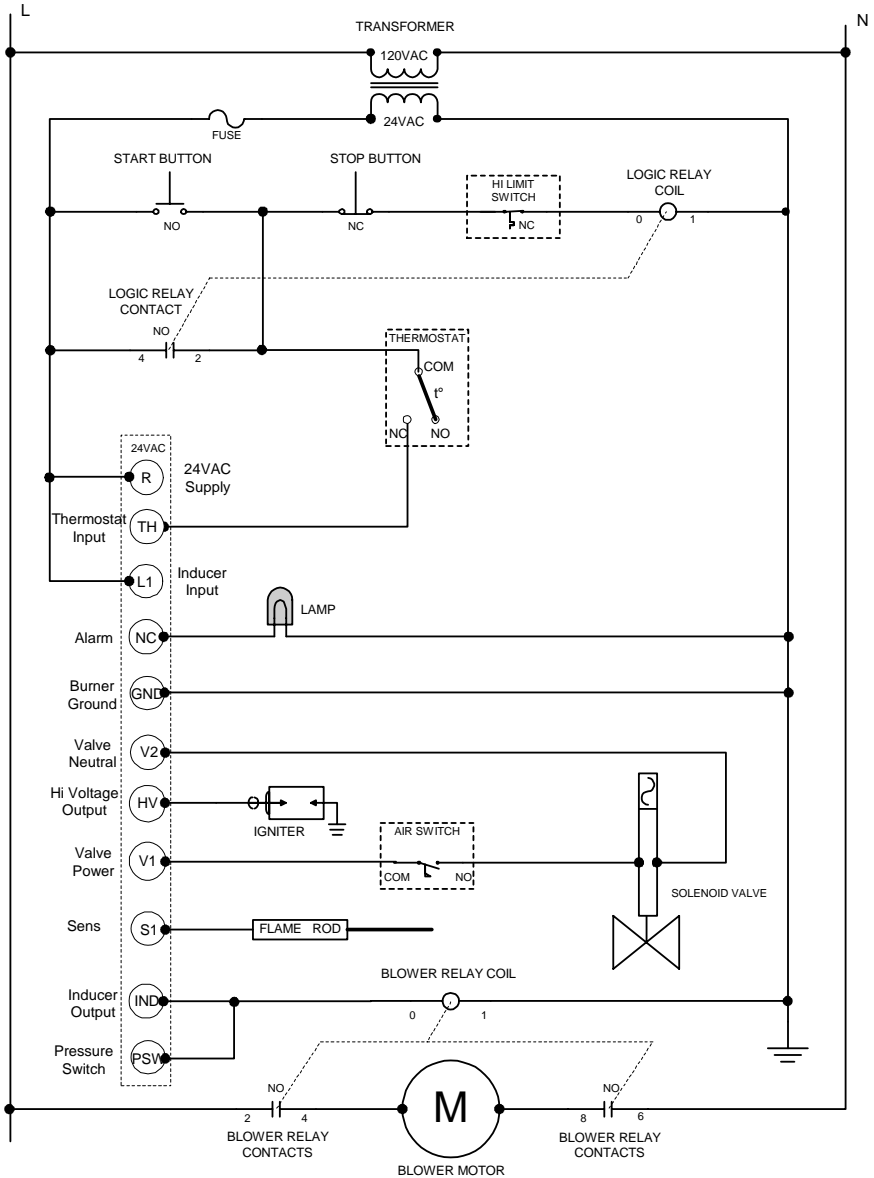 L
N
TRANSFORMER
120VAC
24VAC
FUSE
START BUTTON
STOP BUTTON
HI LIMIT
SWITCH
NC
LOGIC RELAY
COIL
NO
NC
0
1
LOGIC RELAY
CONTACT
NO
4
2
THERMOSTAT
COM
t°
NC
NO
24VAC
R
24VAC
Supply
Thermostat
Input
TH
L1
Inducer
Input
LAMP
Alarm
NC
Burner
Ground
GND
Valve
Neutral
V2
Hi Voltage
Output
HV
IGNITER
AIR SWITCH
Valve
Power
V1
COM
NO
SOLENOID VALVE
Sens
S1
FLAME ROD
BLOWER RELAY COIL
Inducer
Output
IND
0
1
Pressure
Switch
PSW
NO
2
4
M
NO
8
6
BLOWER RELAY
CONTACTS
BLOWER RELAY
CONTACTS
BLOWER MOTOR